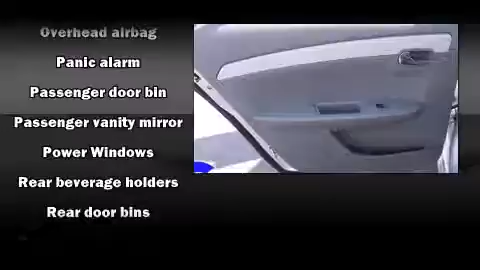 Overhead airbag
Panic alarm
Passenger door bin
Passenger vanity mirror
Power Windows
Rear beverage holders
Rear door bins